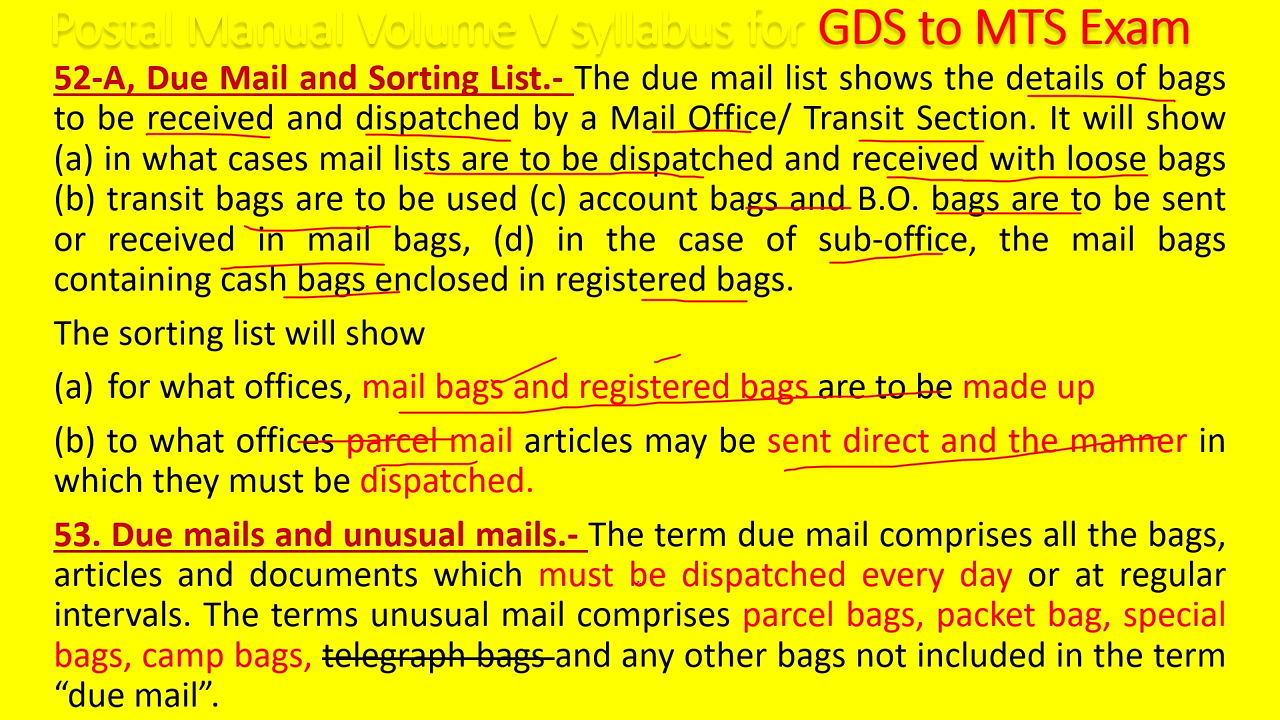 Postal Manual Volume V syllabus for GDS to MTS Exam
52-A, Due Mail and Sorting List.- The due mail list shows the details of bags
to be received and dispatched by a Mail Office/ Transit Section. It will show
(a) in what cases mail lists are to be dispatched and received with loose bags
(b) transit bags are to be used (c) account bags and B.O. bags are to be sent
or received in mail bags, (d) in the case of sub-office, the mail bags
containing cash bags enclosed in registered bags.
The sorting list will show
(a) for what offices, mail bags and registered bags are to be made up
(b) to what offices parcel mail articles may be sent direct and the manner in
which they must be dispatched.
53. Due mails and unusual mails.- The term due mail comprises all the bags,
articles and documents which must be dispatched every day or at regular
intervals. The terms unusual mail comprises parcel bags, packet bag, special
bags, camp bags, telegraph bags and any other bags not included in the term
“due mail”.